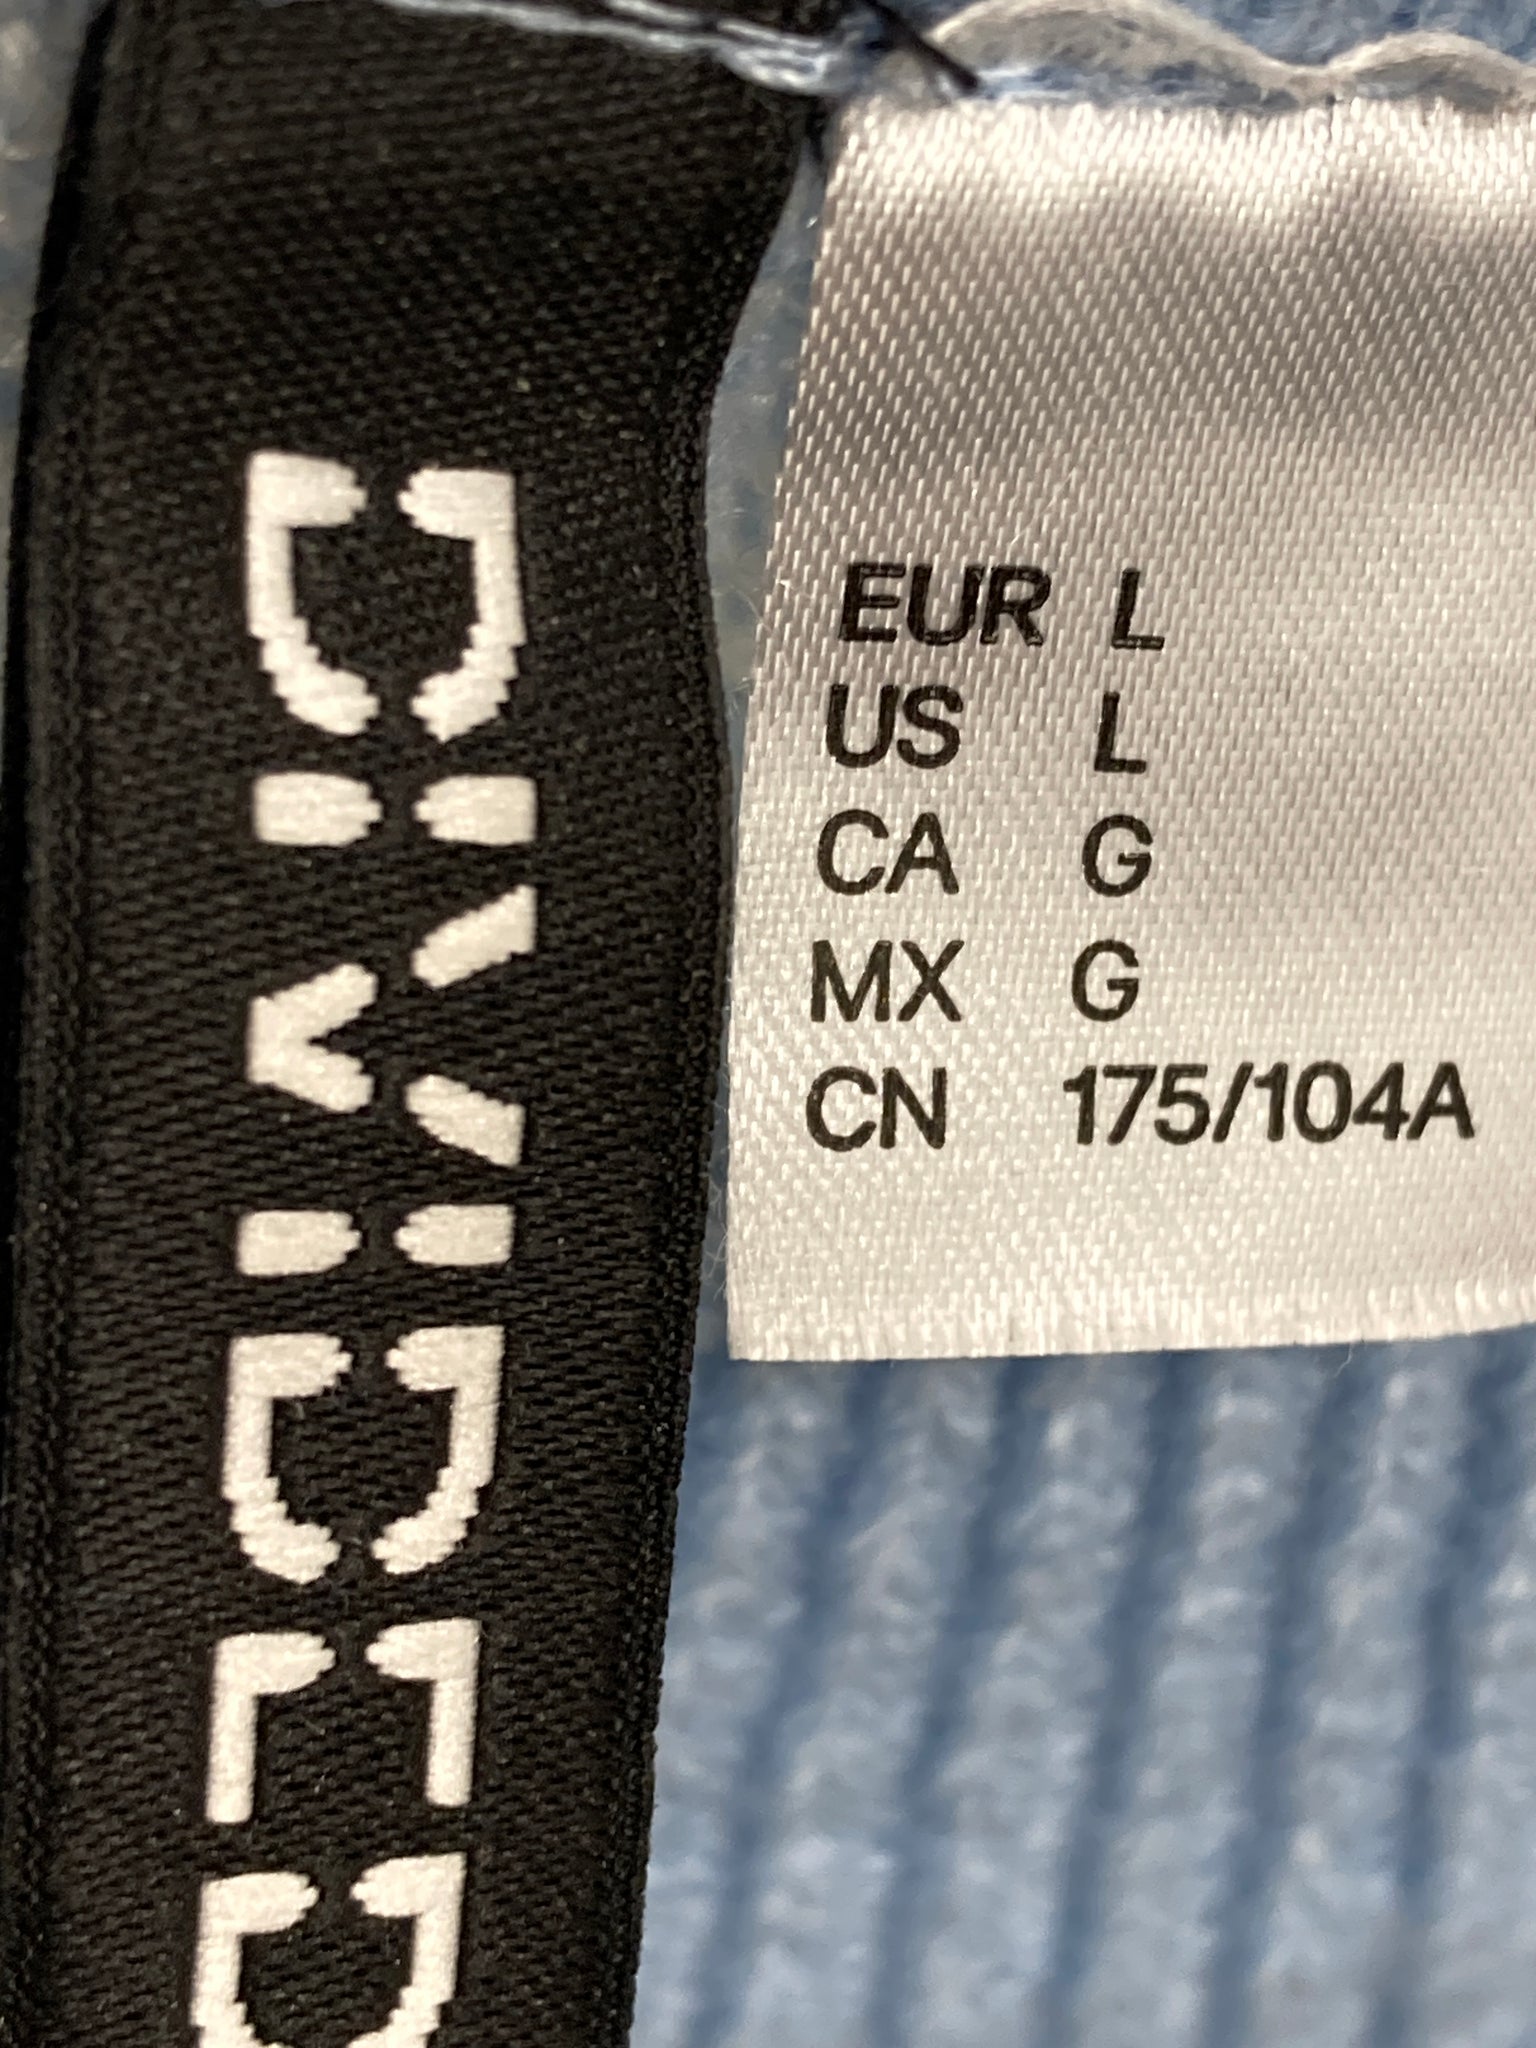 DIVIDED
EUR L
US L
CA G
MX G
CN 175/104A